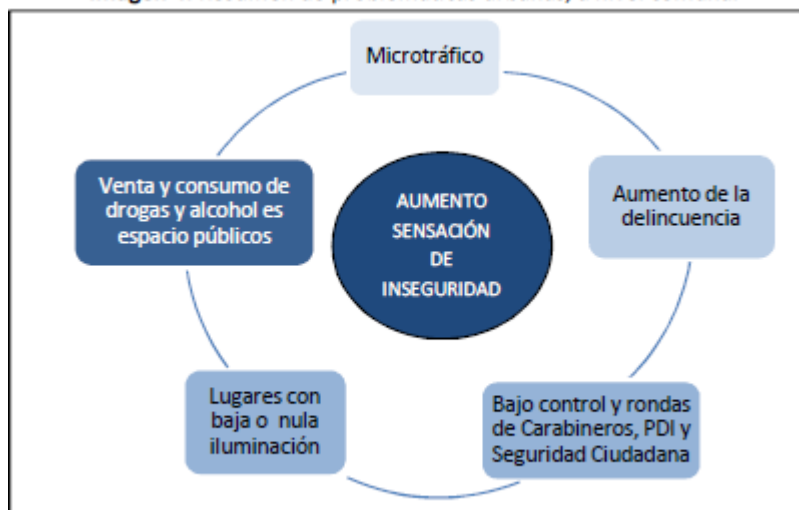 Microtráfico
Venta y consumo de
drogas y alcohol es
espacio públicos
AUMENTO
SENSACIÓN
DE
INSEGURIDAD
Aumento de la
delincuencia
Lugares con
baja o nula
iluminación
Bajo control y rondas
de Carabineros, PDI y
Seguridad Ciudadana